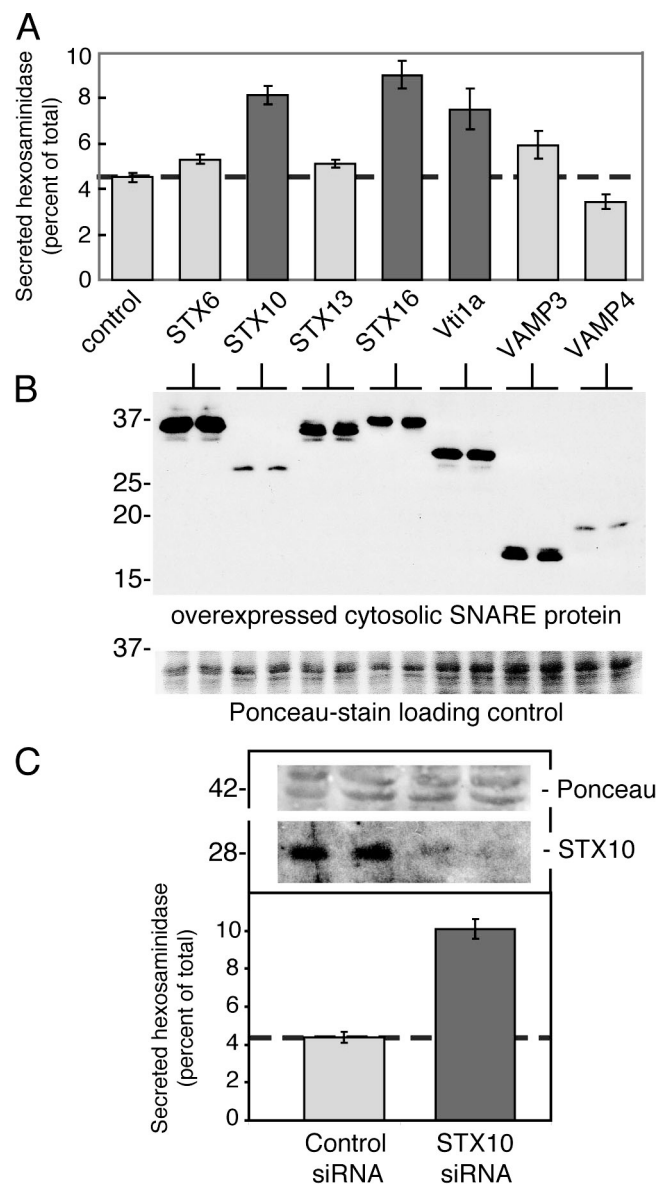 A
Secreted hexosaminidase
(percent of total)
10
8
6
4
2
0
control
STX6
STX10
STX13
STX16
Vti1a
VAMP3
VAMP4
B
37-
25-
20-
15-
overexpressed cytosolic SNARE protein
37-
Ponceau-stain loading control
C
42-
- Ponceau
28-
- STX10
Secreted hexosaminidase
(percent of total)
10
8
6
4
2
0
Control
siRNA
STX10
siRNA